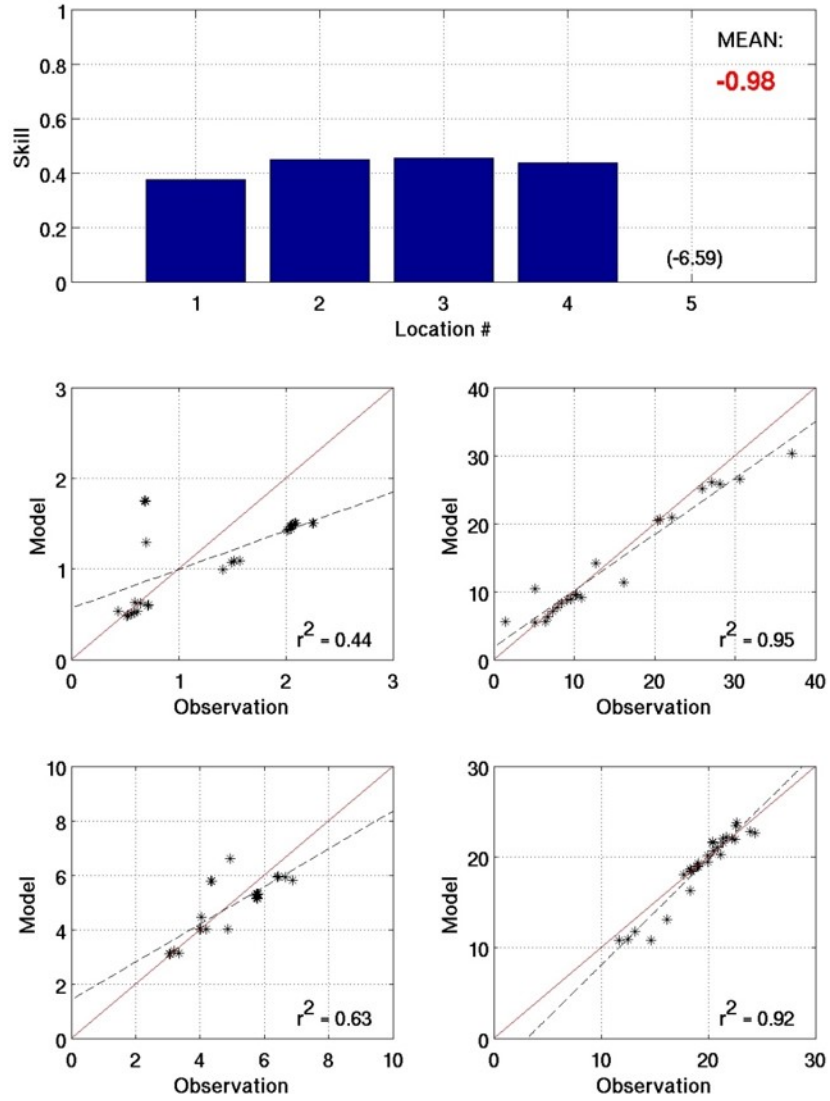 MEAN:
-0.98
1
0.8
0.6
0.4
0.2
0
Skill
(-6.59)
1 2 3 4 5
Location #
3
2
1
0
Model
r² = 0.44
0 1 2 3
Observation
40
30
20
10
0
Model
r² = 0.95
0 10 20 30 40
Observation
10
8
6
4
2
0
Model
r² = 0.63
0 2 4 6 8 10
Observation
30
20
10
0
Model
r² = 0.92
0 10 20 30
Observation